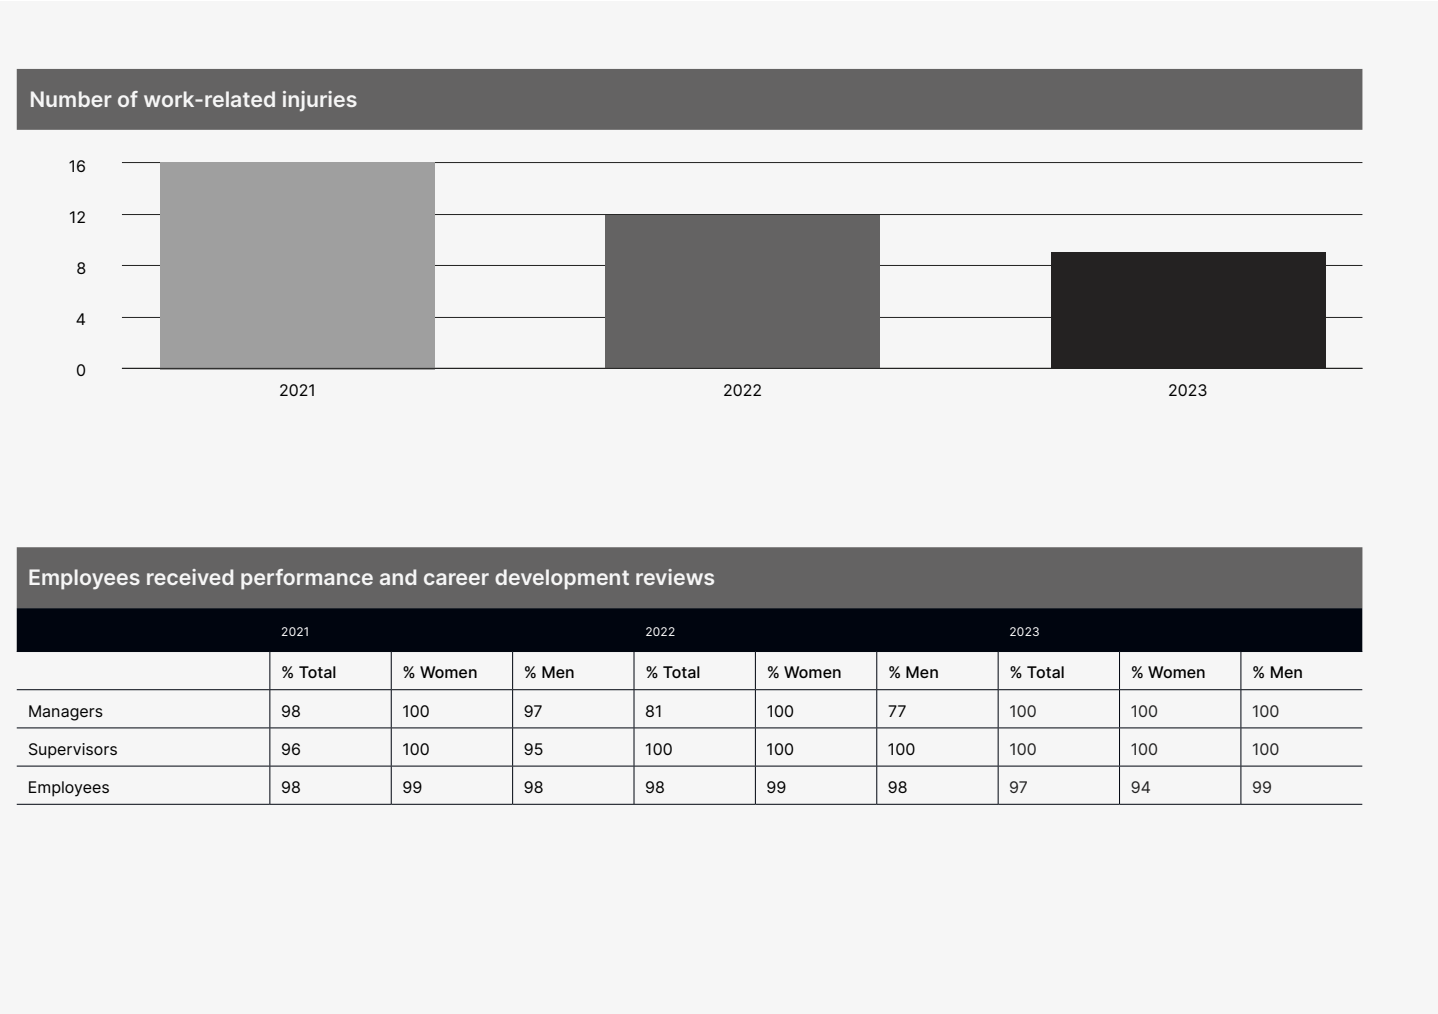 Number of work-related injuries
16
12
8
4
0
2021 2022 2023
Employees received performance and career development reviews
2021 2022 2023
% Total % Women % Men % Total % Women % Men % Total % Women % Men
Managers 98 100 97 81 100 77 100 100 100
Supervisors 96 100 95 100 100 100 100 100 100
Employees 98 99 98 98 99 98 97 94 99